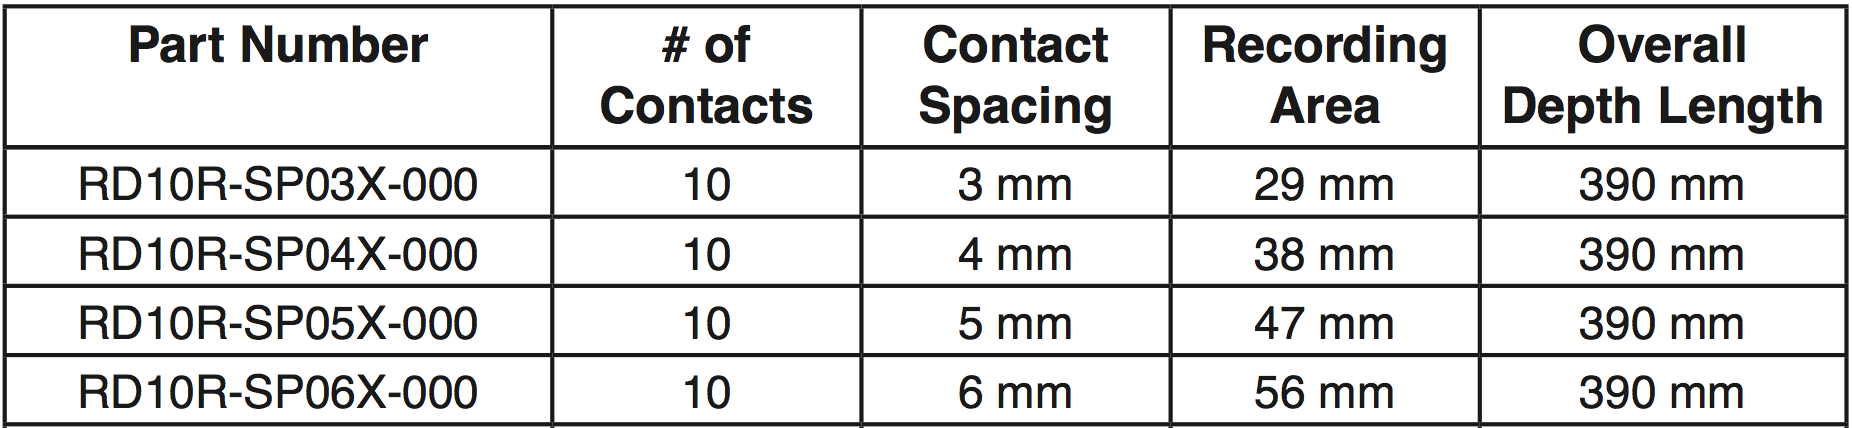 Part Number # of Contacts Contact Spacing Recording Area Overall Depth Length
RD10R-SP03X-000 10 3 mm 29 mm 390 mm
RD10R-SP04X-000 10 4 mm 38 mm 390 mm
RD10R-SP05X-000 10 5 mm 47 mm 390 mm
RD10R-SP06X-000 10 6 mm 56 mm 390 mm